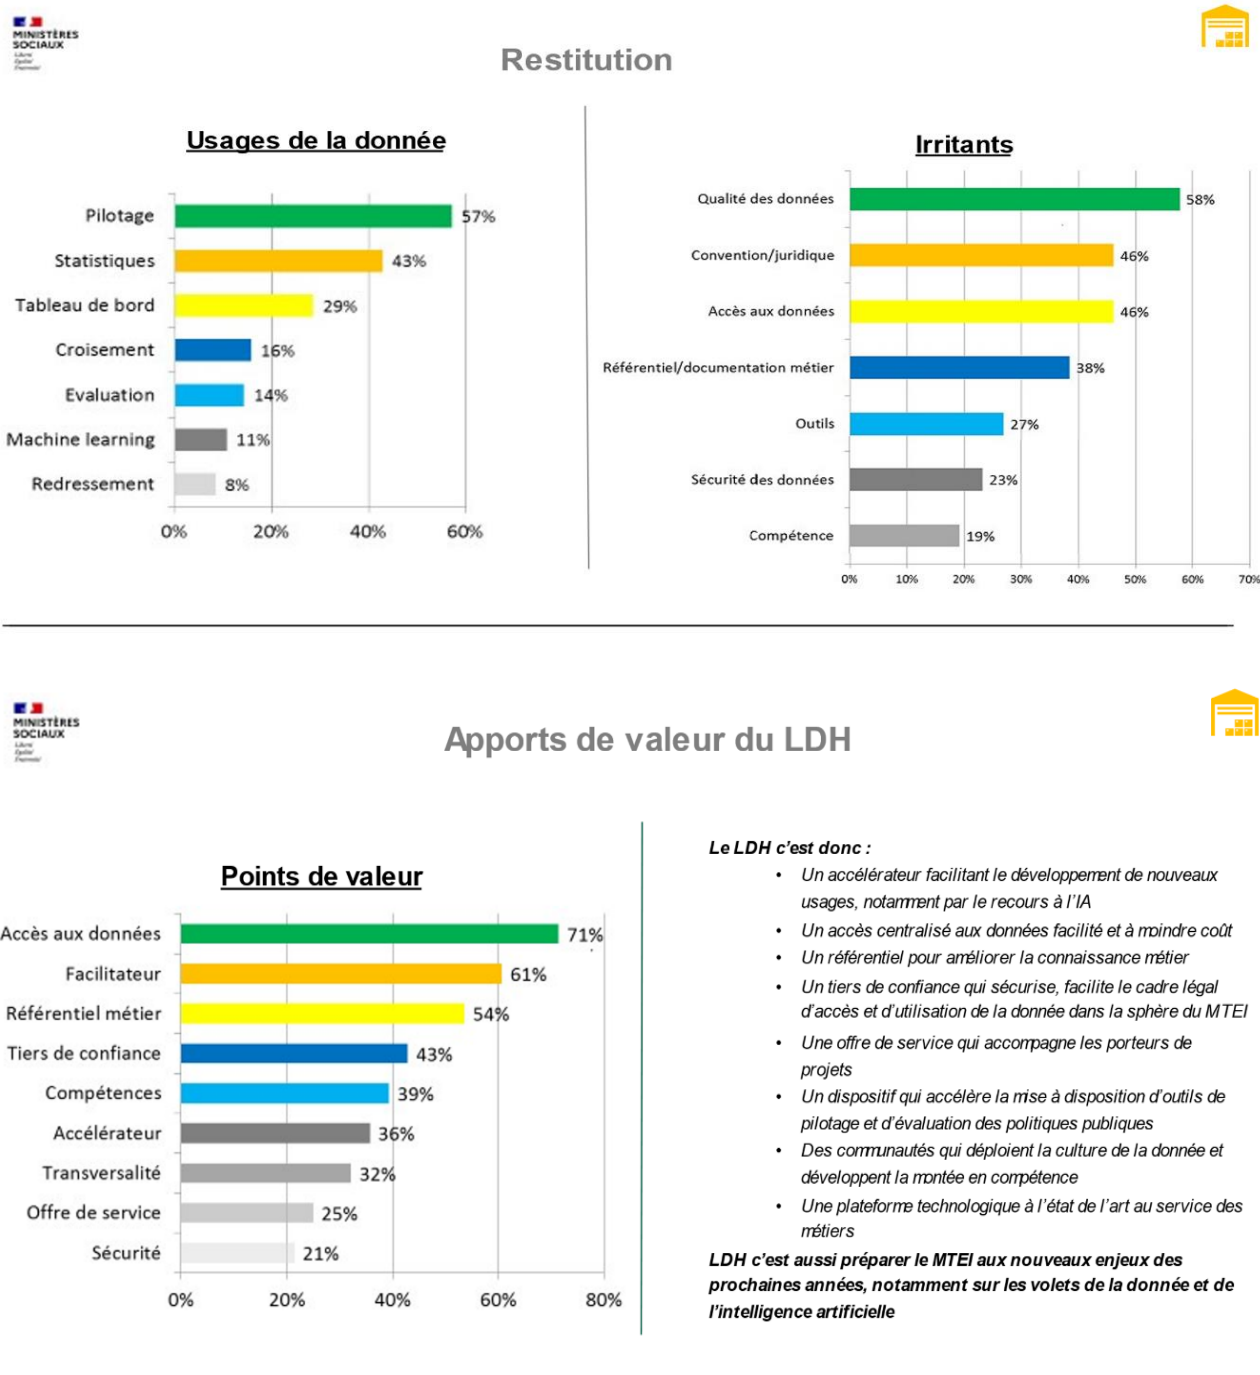 MINISTÈRES
SOCIAUX
Liberté
Égalité
Fraternité
Restitution
Usages de la donnée
Pilotage
57%
Statistiques
43%
Tableau de bord
29%
Croisement
16%
Evaluation
14%
Machine learning
11%
Redressement
8%
0%
20%
40%
60%
Irritants
Qualité des données
58%
Convention/juridique
46%
Accès aux données
46%
Référentiel/documentation métier
38%
Outils
27%
Sécurité des données
23%
Compétence
19%
0%
10%
20%
30%
40%
50%
60%
70%
MINISTÈRES
SOCIAUX
Liberté
Égalité
Fraternité
Apports de valeur du LDH
Points de valeur
Accès aux données
71%
Facilitateur
61%
Référentiel métier
54%
Tiers de confiance
43%
Compétences
39%
Accélérateur
36%
Transversalité
32%
Offre de service
25%
Sécurité
21%
0%
20%
40%
60%
80%
Le LDH c'est donc :
• Un accélérateur facilitant le développement de nouveaux
usages, notamment par le recours à l'IA
• Un accès centralisé aux données facilité et à moindre coût
• Un référentiel pour améliorer la connaissance métier
• Un tiers de confiance qui sécurise, facilite le cadre légal
d'accès et d'utilisation de la donnée dans la sphère du MTEI
• Une offre de service qui accompagne les porteurs de
projets
• Un dispositif qui accélère la mise à disposition d'outils de
pilotage et d'évaluation des politiques publiques
• Des communautés qui déploient la culture de la donnée et
développent la montée en compétence
• Une plateforme technologique à l'état de l'art au service des
métiers
LDH c'est aussi préparer le MTEI aux nouveaux enjeux des
prochaines années, notamment sur les volets de la donnée et de
l'intelligence artificielle